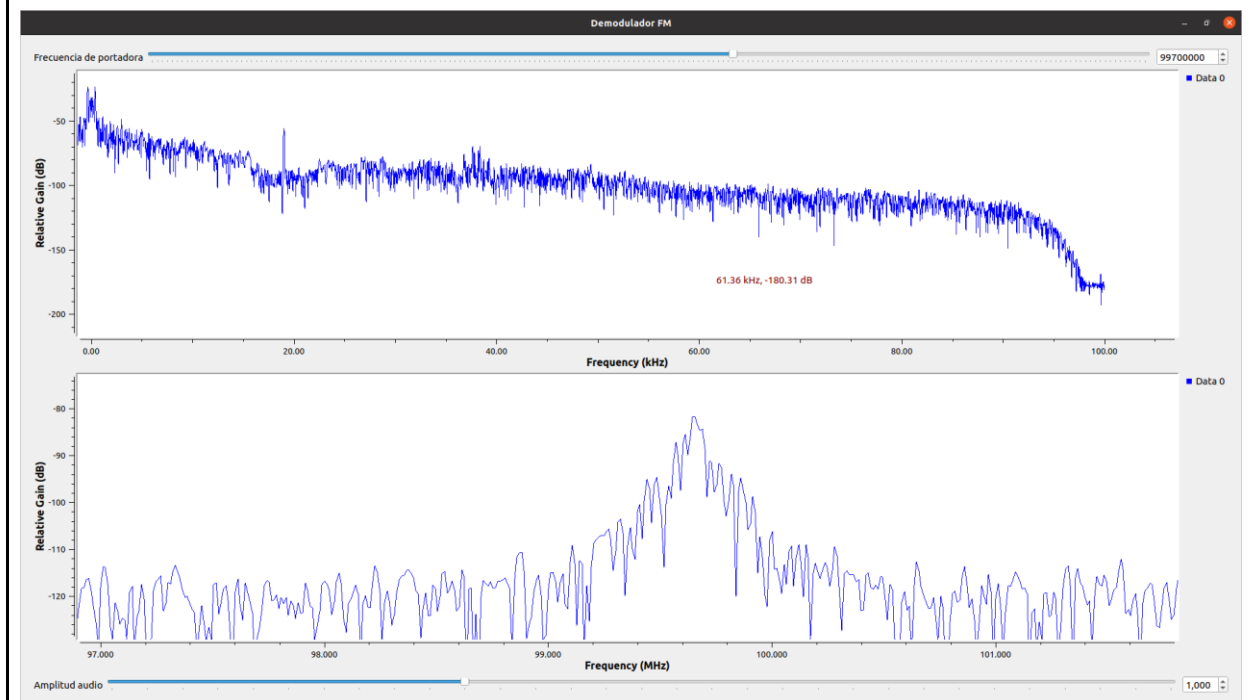 Demodulador FM
Frecuencia de portadora
99700000
Data 0
-50
-100
-150
-200
Relative Gain (dB)
61.36 kHz, -180.31 dB
0.00 20.00 40.00 60.00 80.00 100.00
Frequency (kHz)
Data 0
-80
-90
-100
-110
-120
Relative Gain (dB)
97.000 98.000 99.000 100.000 101.000
Frequency (MHz)
Amplitud audio
1,000